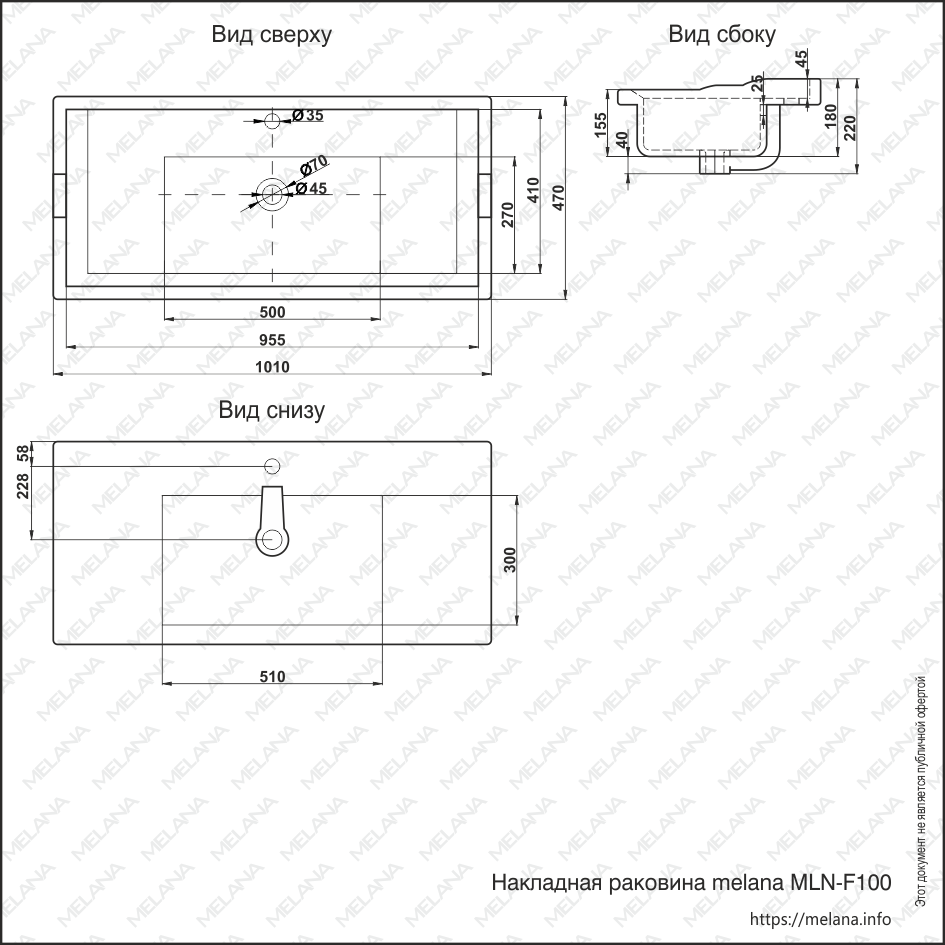 Вид сверху
Вид сбоку
Ø35
Ø70
Ø45
270
410
470
500
955
1010
45
25
155
40
180
220
Вид снизу
58
228
300
510
Этот документ не является публичной офертой
Накладная раковина melana MLN-F100
https://melana.info
MELANA